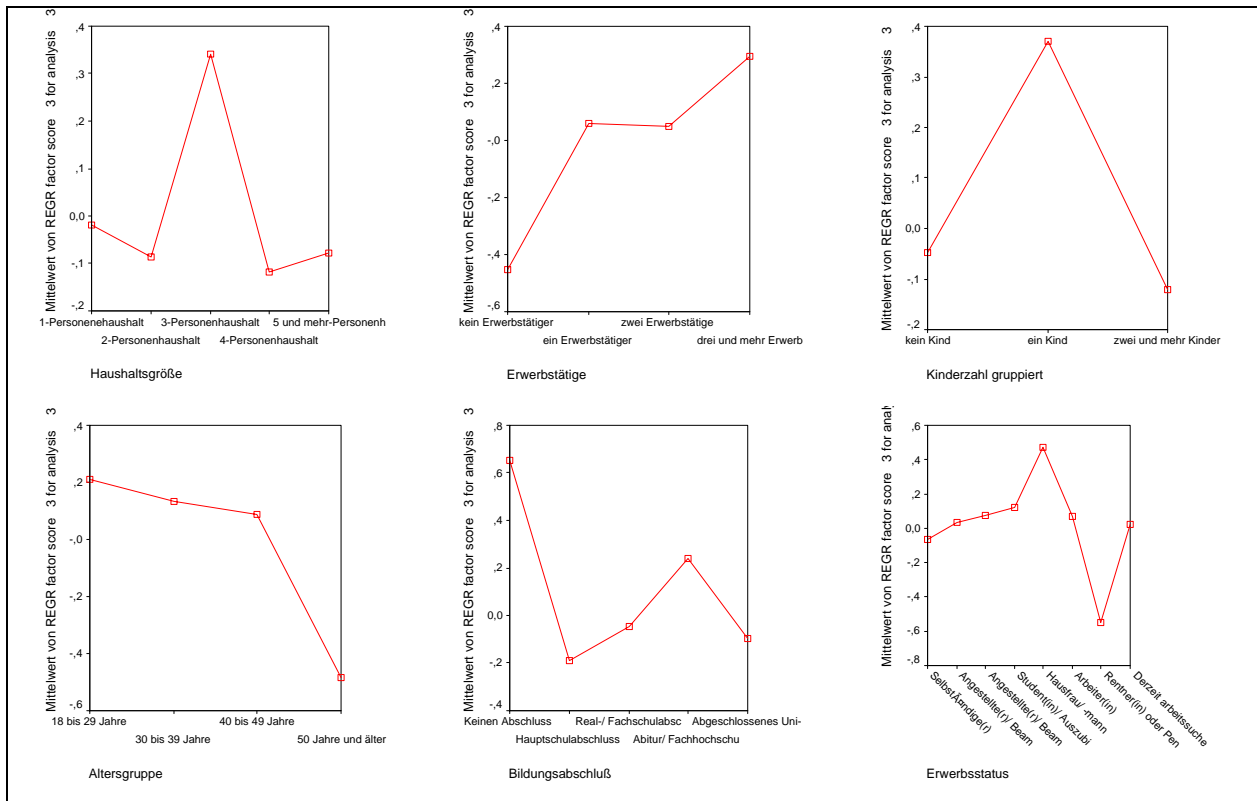 Mittelwert von REGR factor score 3 for analysis 3
,4
,3
,2
,1
0,0
-,1
-,2
1-Personenehaushalt
3-Personenhaushalt
5 und mehr-Personenh
2-Personenhaushalt
4-Personenhaushalt
Haushaltsgröße
Mittelwert von REGR factor score 3 for analysis 3
,4
,2
-,0
-,2
-,4
-,6
kein Erwerbstätiger
zwei Erwerbstätige
ein Erwerbstätiger
drei und mehr Erwerb
Erwerbstätige
Mittelwert von REGR factor score 3 for analysis 3
,4
,3
,2
,1
0,0
-,1
-,2
kein Kind
ein Kind
zwei und mehr Kinder
Kinderzahl gruppiert
Mittelwert von REGR factor score 3 for analysis 3
,4
,2
-,0
-,2
-,4
-,6
18 bis 29 Jahre
40 bis 49 Jahre
30 bis 39 Jahre
50 Jahre und älter
Altersgruppe
Mittelwert von REGR factor score 3 for analysis 3
,8
,6
,4
,2
0,0
-,2
-,4
Keinen Abschluss
Real-/ Fachschulabsc
Abgeschlossenes Uni-
Hauptschulabschluss
Abitur/ Fachhochschu
Bildungsabschluß
Mittelwert von REGR factor score 3 for analy
,6
,4
,2
0,0
-,2
-,4
-,6
-,8
SelbstÃ¤ndige(r)
Angestellte(r)/ Beam
Angestellte(r)/ Beam
Student(in)/ Auszubi
Hausfrau/ -mann
Arbeiter(in)
Rentner(in) oder Pen
Derzeit arbeitssuche
Erwerbsstatus